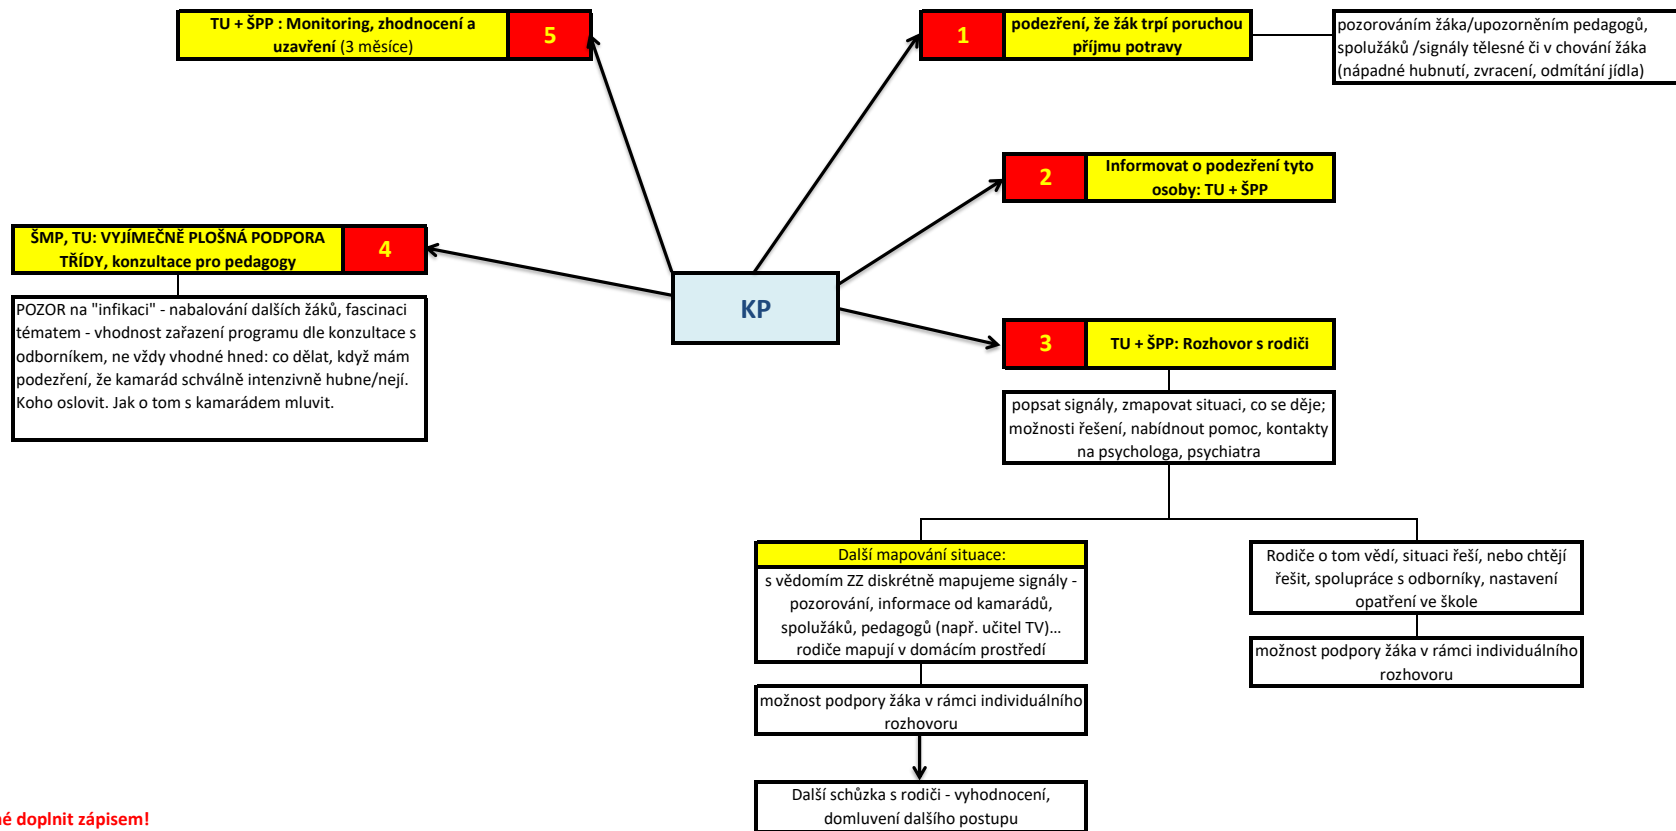 TU + ŠPP : Monitoring, zhodnocení a
uzavření (3 měsíce)
5
1
podezření, že žák trpí poruchou
příjmu potravy
pozorováním žáka/upozorněním pedagogů,
spolužáků /signály tělesné či v chování žáka
(nápadné hubnutí, zvracení, odmítání jídla)
2
Informovat o podezření tyto
osoby: TU + ŠPP
ŠMP, TU: VYJÍMEČNĚ PLOŠNÁ PODPORA
TŘÍDY, konzultace pro pedagogy
4
POZOR na "infikaci" - nabalování dalších žáků, fascinaci
tématem - vhodnost zařazení programu dle konzultace s
odborníkem, ne vždy vhodné hned: co dělat, když mám
podezření, že kamarád schválně intenzivně hubne/nejí.
Koho oslovit. Jak o tom s kamarádem mluvit.
KP
3
TU + ŠPP: Rozhovor s rodiči
popsat signály, zmapovat situaci, co se děje;
možnosti řešení, nabídnout pomoc, kontakty
na psychologa, psychiatra
Další mapování situace:
s vědomím ZZ diskrétně mapujeme signály -
pozorování, informace od kamarádů,
spolužáků, pedagogů (např. učitel TV)...
rodiče mapují v domácím prostředí
možnost podpory žáka v rámci individuálního
rozhovoru
Další schůzka s rodiči - vyhodnocení,
domluvení dalšího postupu
Rodiče o tom vědí, situaci řeší, nebo chtějí
řešit, spolupráce s odborníky, nastavení
opatření ve škole
možnost podpory žáka v rámci individuálního
rozhovoru
doplnit zápisem!